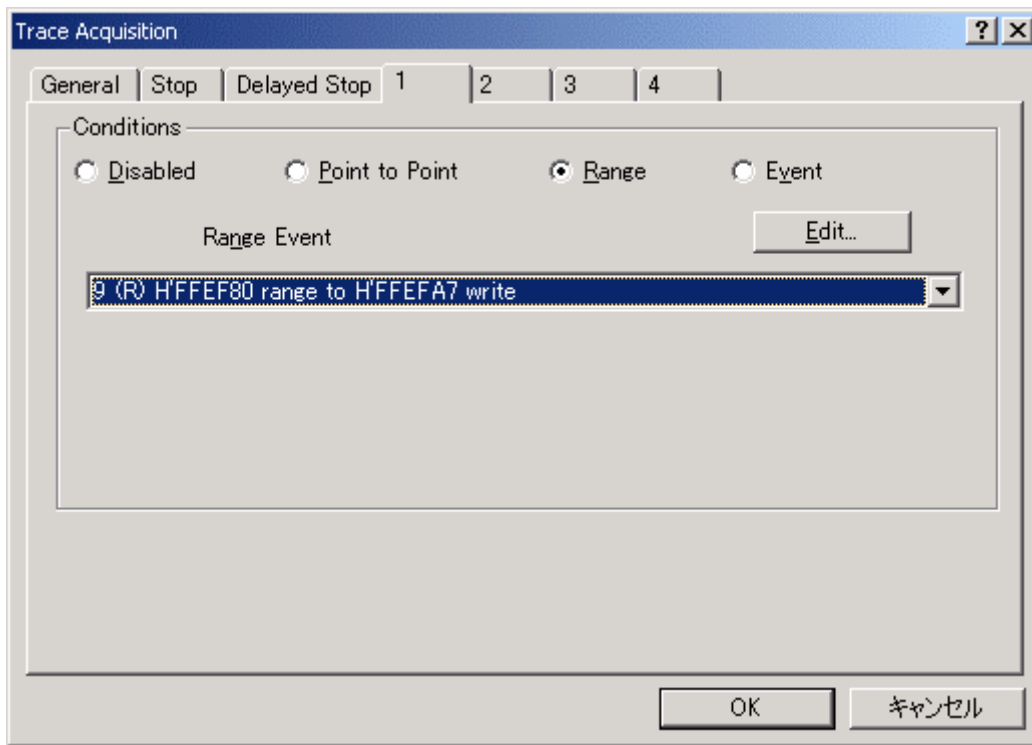 Trace Acquisition
General Stop Delayed Stop 1 2 3 4
Conditions
Disabled Point to Point Range Event
Range Event Edit...
9 (R) H'FFEF80 range to H'FFEFA7 write
OK キャンセル